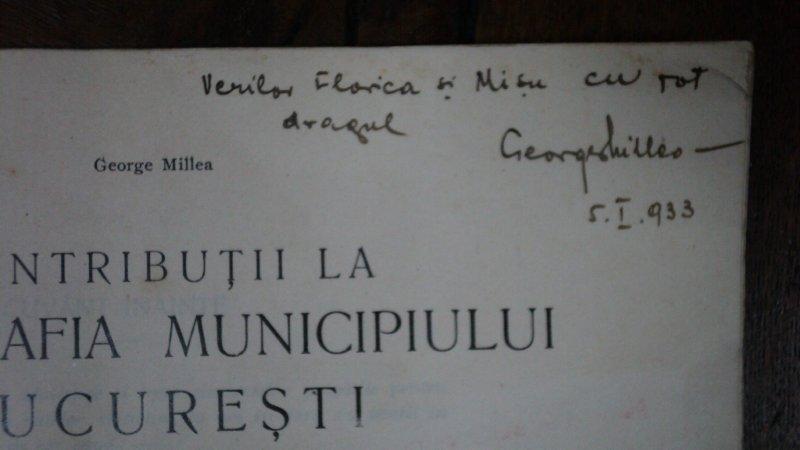 Verilor Florica și Mișu cu tot
dragul
George Millea
George Millea
5.I.933
NTRIBUȚII LA
AFIA MUNICIPIULUI
UCUREȘTI